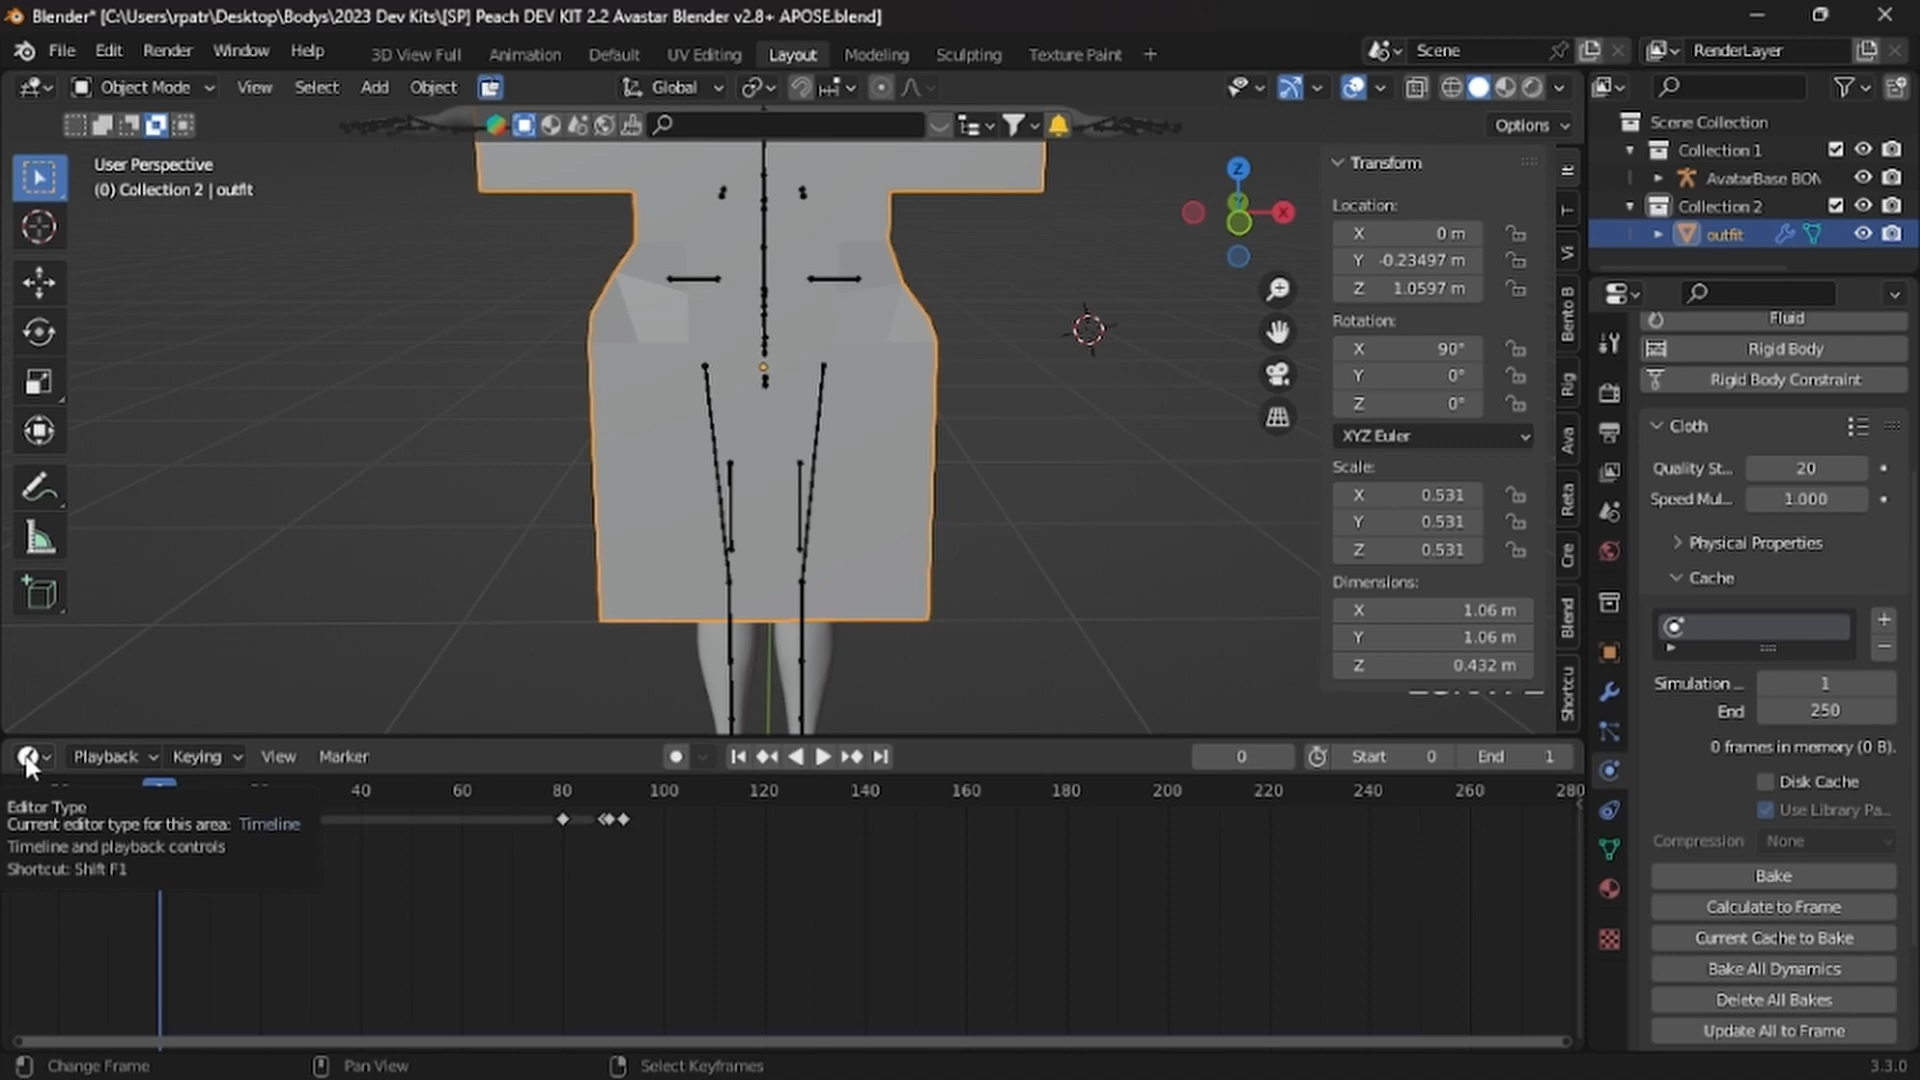 Blender* [C:\Users\rpatr\Desktop\Bodys\2023 Dev Kits\[SP] Peach DEV KIT 2.2 Avastar Blender v2.8+ APOSE.blend]
File Edit Render Window Help 3D View Full Animation Default UV Editing Layout Modeling Sculpting Texture Paint + Scene RenderLayer
Object Mode View Select Add Object Global
Options
User Perspective
(0) Collection 2 | outfit
Z
X
Transform
Location:
X 0 m
Y -0.23497 m
Z 1.0597 m
Rotation:
X 90°
Y 0°
Z 0°
XYZ Euler
Scale:
X 0.531
Y 0.531
Z 0.531
Dimensions:
X 1.06 m
Y 1.06 m
Z 0.432 m
It
T
Vi
Bento B
Rig
Ava
Reta
Cre
Blend
Shortcu
Scene Collection
Collection 1
AvatarBase BON
Collection 2
outfit
Fluid
Rigid Body
Rigid Body Constraint
Cloth
Quality St... 20
Speed Mul... 1.000
Physical Properties
Cache
Simulation ... 1
End 250
0 frames in memory (0 B).
Disk Cache
Use Library Pa...
Compression None
Bake
Calculate to Frame
Current Cache to Bake
Bake All Dynamics
Delete All Bakes
Update All to Frame
Playback Keying View Marker 0 Start 0 End 1
40 60 80 100 120 140 160 180 200 220 240 260 280
Editor Type
Current editor type for this area: Timeline
Timeline and playback controls
Shortcut: Shift F1
Change Frame Pan View Select Keyframes 3.3.0